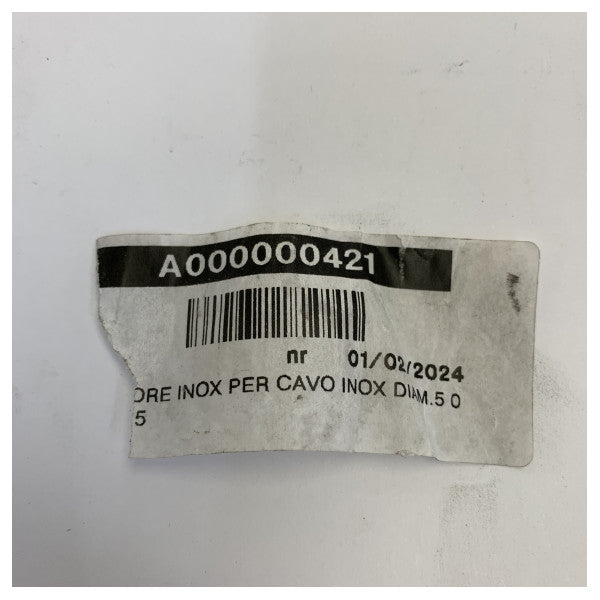 A000000421
nr 01/02/2024
ORE INOX PER CAVO INOX DIAM.5 0
5